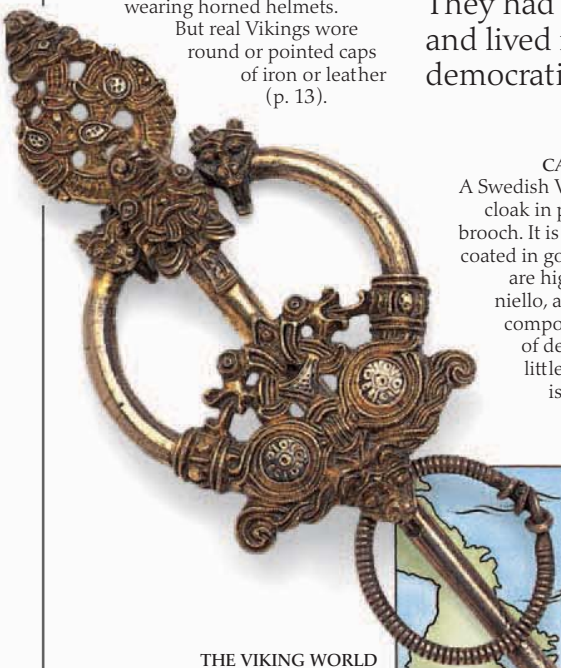 wearing horned helmets.
But real Vikings wore
round or pointed caps
of iron or leather
(p. 13).
They had
and lived
democrati
CA
A Swedish V
cloak in p
brooch. It is
coated in go
are hig
niello, a
compo
of de
little
is
THE VIKING WORLD